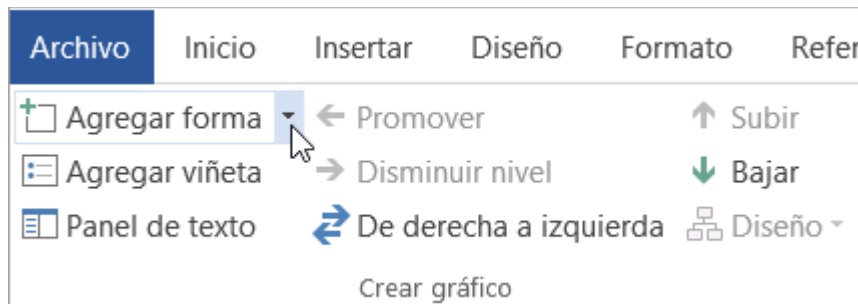 Archivo Inicio Insertar Diseño Formato Refer
Agregar forma Promover Subir
Agregar viñeta Disminuir nivel Bajar
Panel de texto De derecha a izquierda Diseño
Crear gráfico